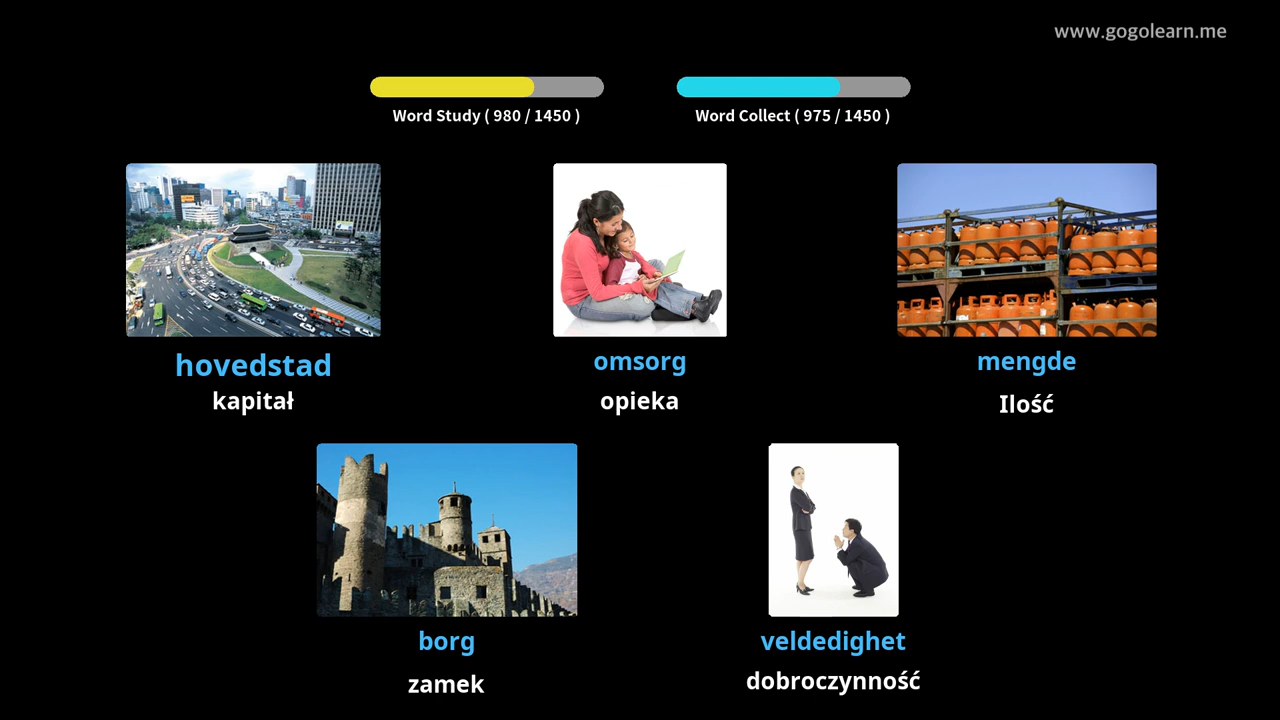 www.gogolearn.me
Word Study ( 980 / 1450 )
Word Collect ( 975 / 1450 )
hovedstad
kapitał
omsorg
opieka
mengde
Ilość
borg
zamek
veldedighet
dobroczynność